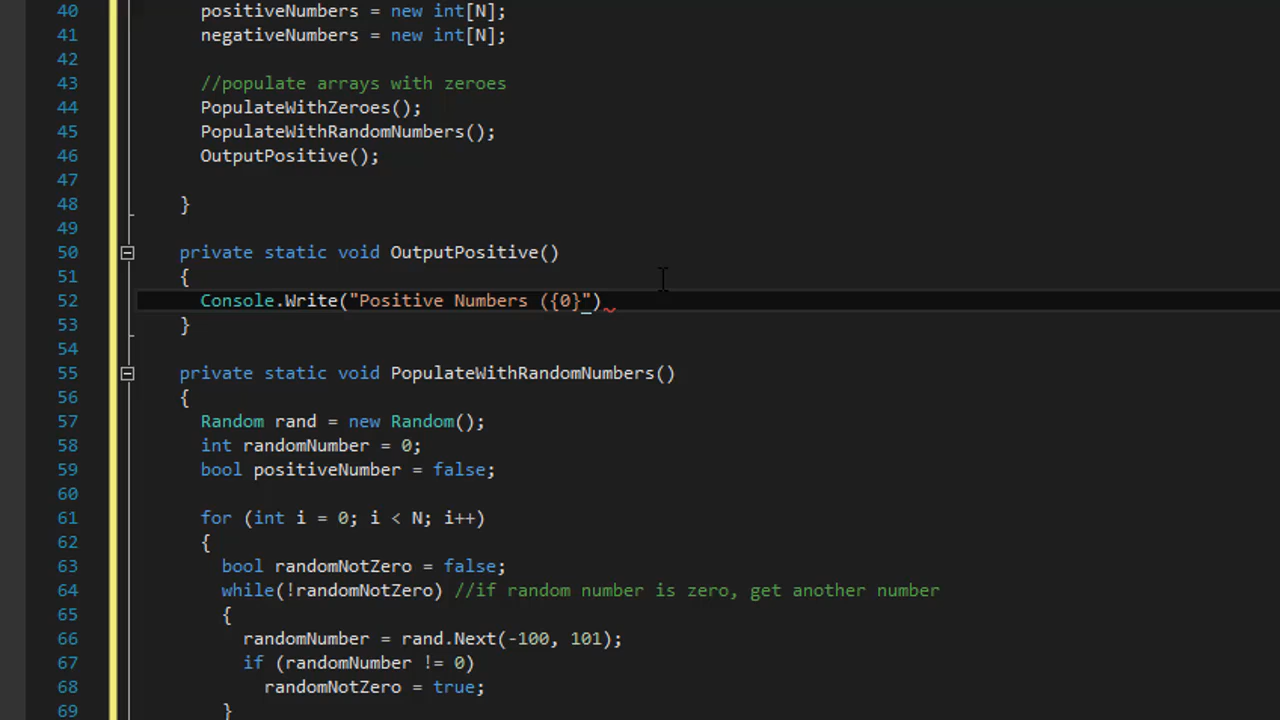 40 positiveNumbers = new int[N];
41 negativeNumbers = new int[N];
42
43 //populate arrays with zeroes
44 PopulateWithZeroes();
45 PopulateWithRandomNumbers();
46 OutputPositive();
47
48 }
49
50 private static void OutputPositive()
51 {
52 Console.Write("Positive Numbers ({0}")
53 }
54
55 private static void PopulateWithRandomNumbers()
56 {
57 Random rand = new Random();
58 int randomNumber = 0;
59 bool positiveNumber = false;
60
61 for (int i = 0; i < N; i++)
62 {
63 bool randomNotZero = false;
64 while(!randomNotZero) //if random number is zero, get another number
65 {
66 randomNumber = rand.Next(-100, 101);
67 if (randomNumber != 0)
68 randomNotZero = true;
69 }